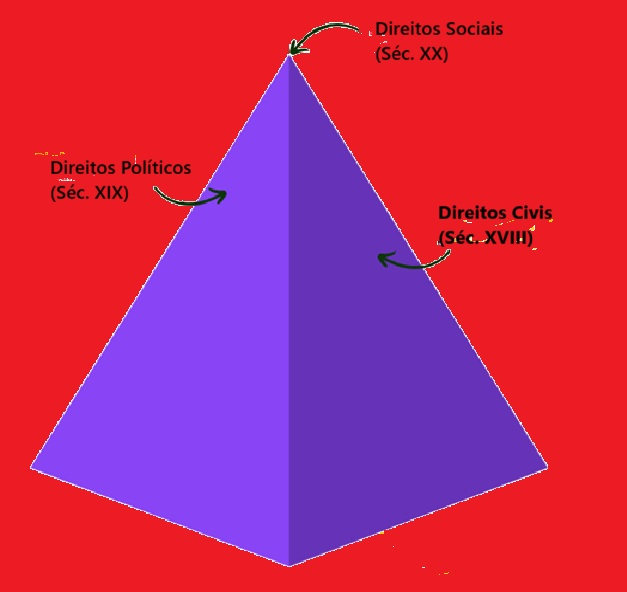 Direitos Sociais
(Séc. XX)
Direitos Políticos
(Séc. XIX)
Direitos Civis
(Séc. XVIII)